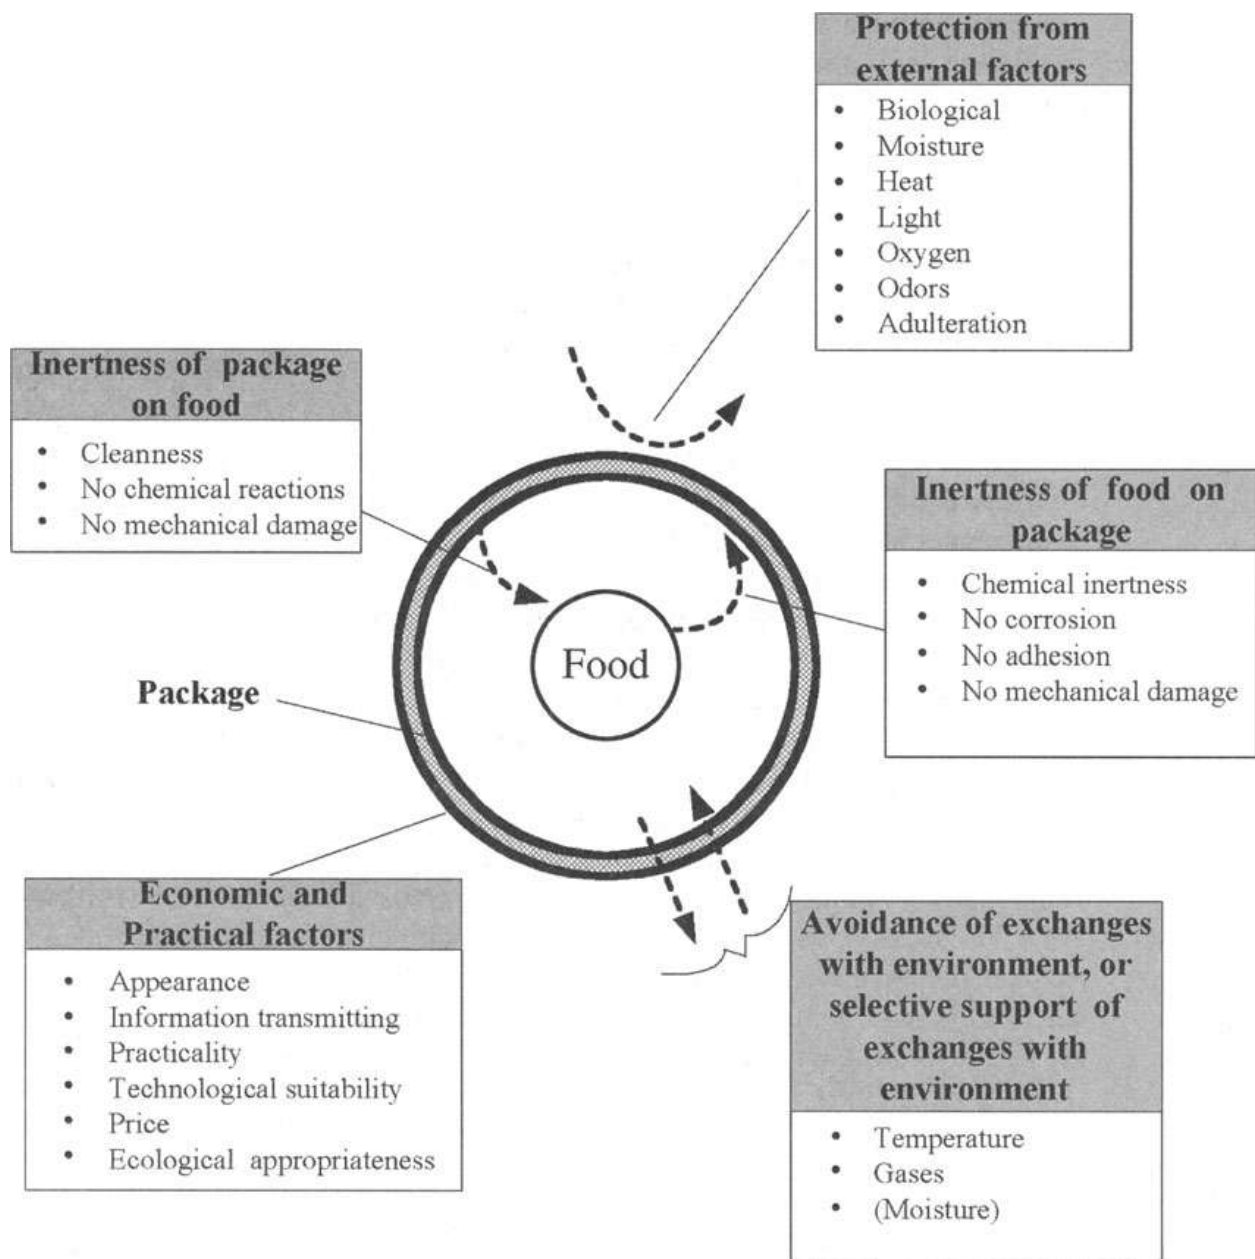 Protection from
external factors
• Biological
• Moisture
• Heat
• Light
• Oxygen
• Odors
• Adulteration
Inertness of package
on food
• Cleanness
• No chemical reactions
• No mechanical damage
Inertness of food on
package
• Chemical inertness
• No corrosion
• No adhesion
• No mechanical damage
Food
Package
Economic and
Practical factors
• Appearance
• Information transmitting
• Practicality
• Technological suitability
• Price
• Ecological appropriateness
Avoidance of exchanges
with environment, or
selective support of
exchanges with
environment
• Temperature
• Gases
• (Moisture)